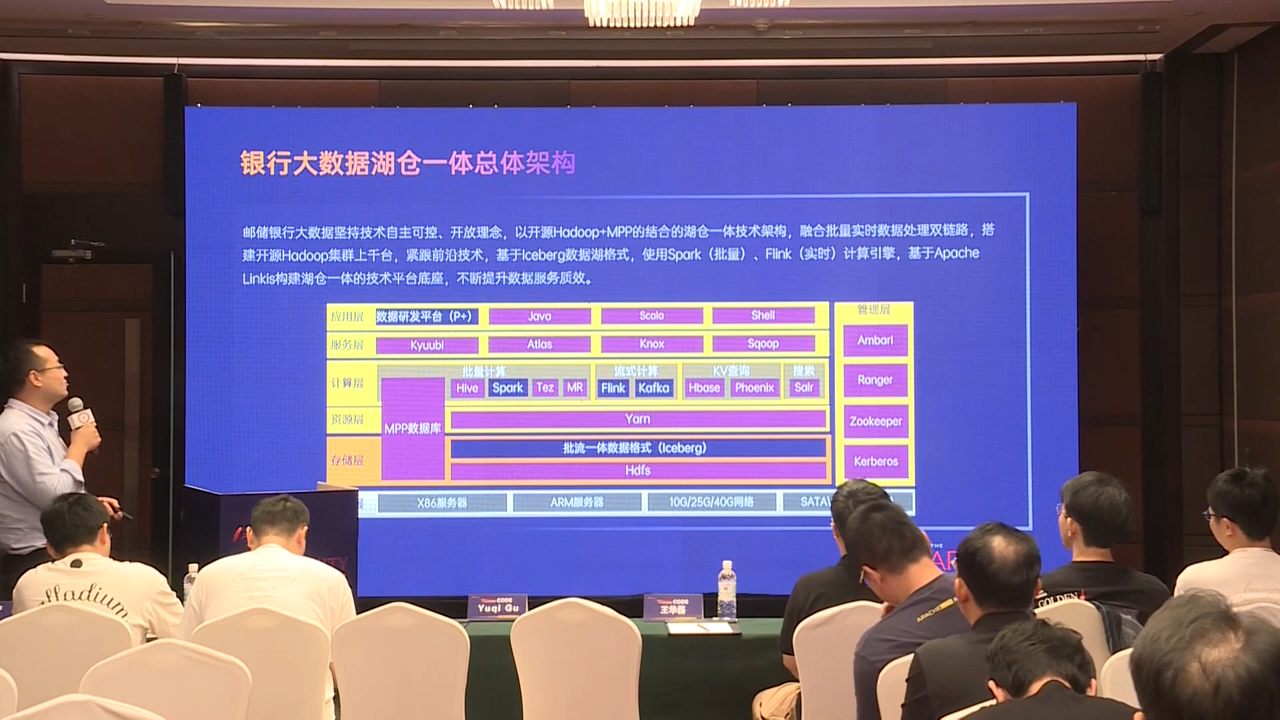 银行大数据湖仓一体总体架构
邮储银行大数据坚持技术自主可控、开放理念，以开源Hadoop+MPP的结合的湖仓一体技术架构，融合批量实时数据处理双链路，搭
建开源Hadoop集群上千台，紧跟前沿技术，基于Iceberg数据湖格式，使用Spark（批量）、Flink（实时）计算引擎，基于Apache
Linkis构建湖仓一体的技术平台底座，不断提升数据服务质效。
应用层 数据研发平台（P+） Java Scala Shell
服务层 Kyuubi Atlas Knox Sqoop
计算层 批量计算 流式计算 KV查询 搜索
Hive Spark Tez MR Flink Kafka Hbase Phoenix Solr
资源层 MPP数据库 Yarn
存储层 批流一体数据格式（Iceberg）
Hdfs
层 X86服务器 ARM服务器 10G/25G/40G网络 SATA
管理层
Ambari
Ranger
Zookeeper
Kerberos
THE
AR
Yuqi Gu
CODE
GOLDEN
APACHE